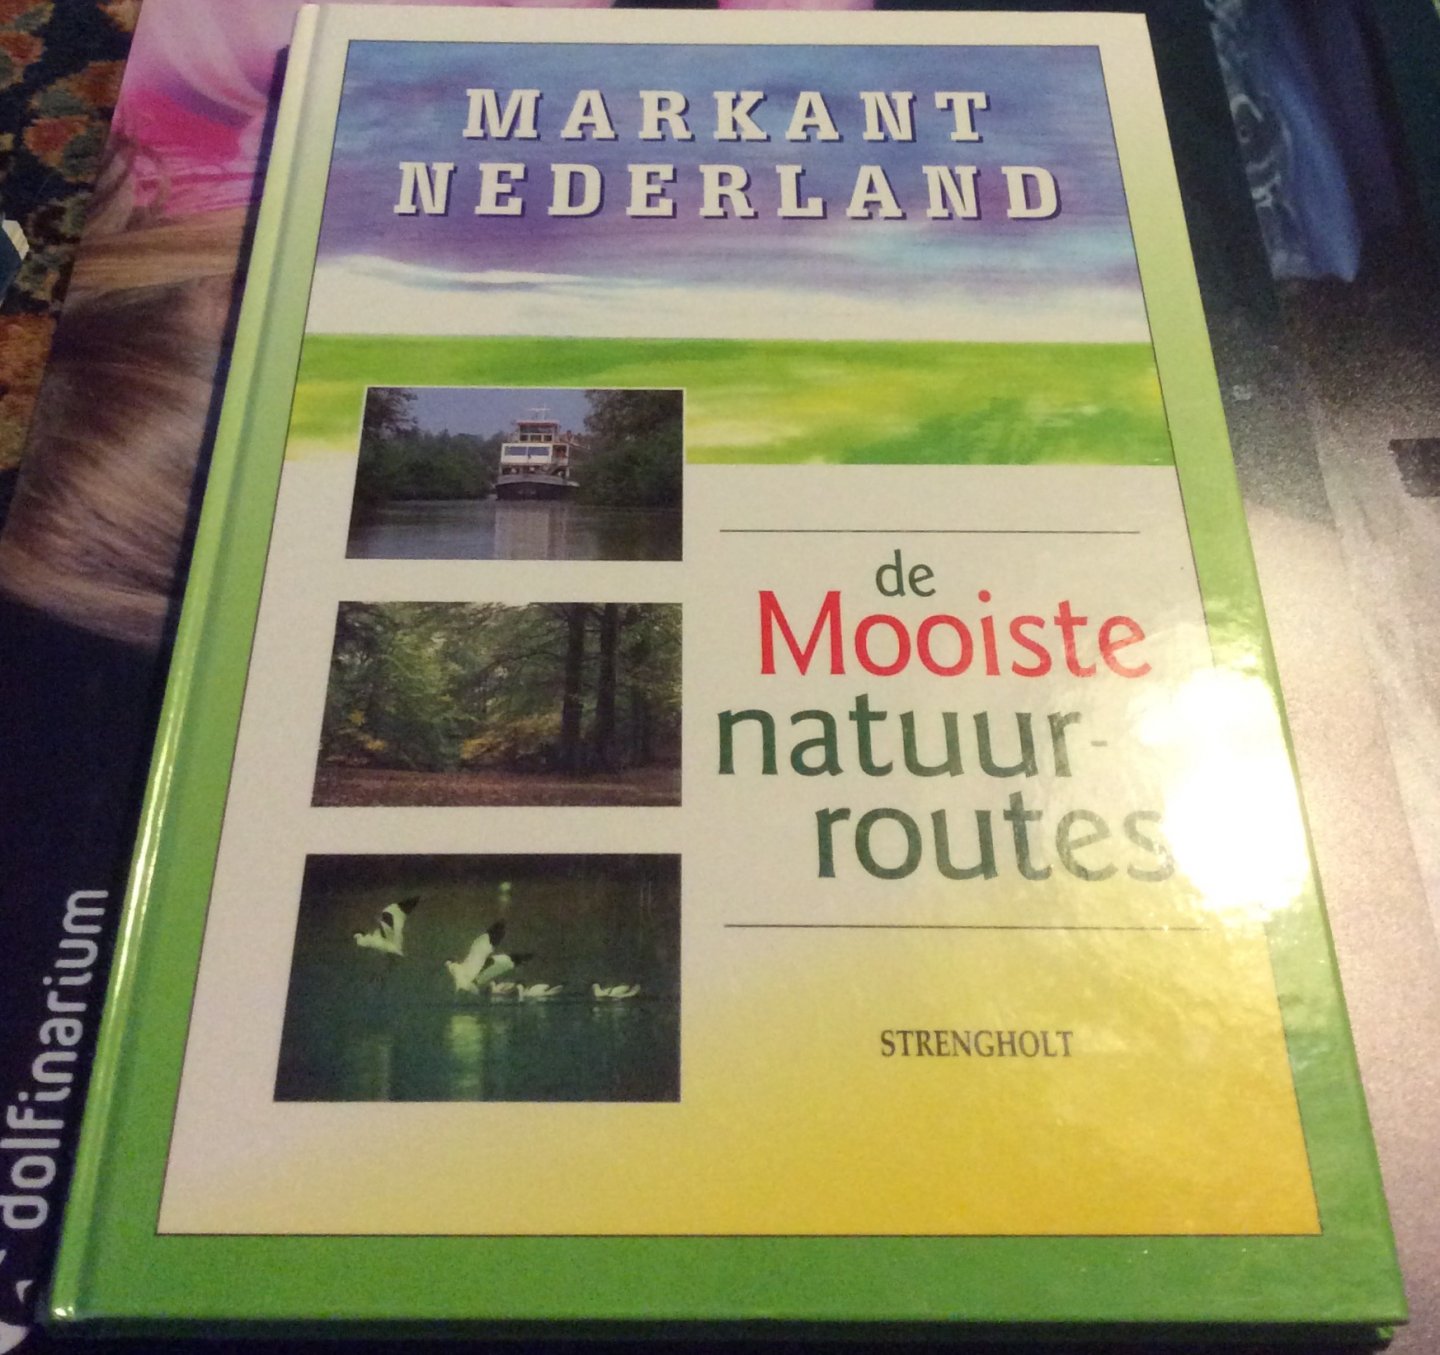 MARKANT
NEDERLAND
de
Mooiste
natuur-
routes
STRENGHOLT
dolfinarium